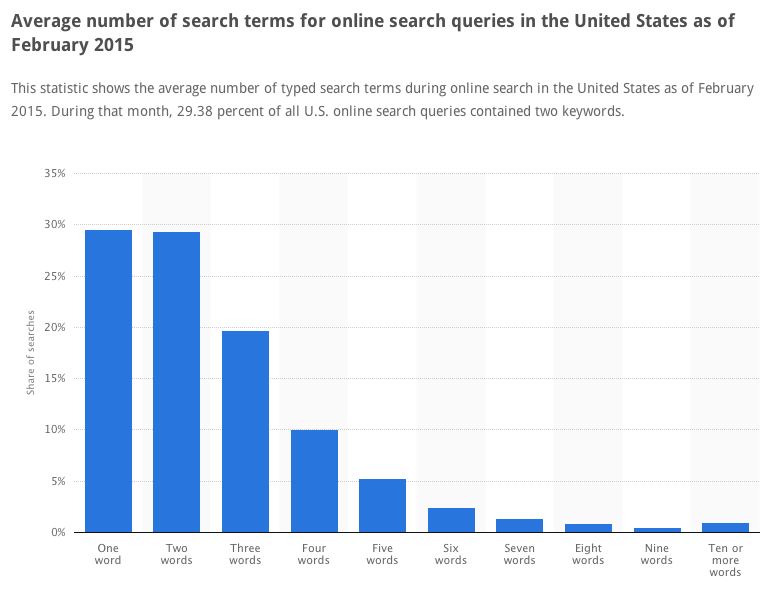 Average number of search terms for online search queries in the United States as of
February 2015
This statistic shows the average number of typed search terms during online search in the United States as of February
2015. During that month, 29.38 percent of all U.S. online search queries contained two keywords.
35%
30%
25%
20%
15%
10%
5%
0%
Share of searches
One
word
Two
words
Three
words
Four
words
Five
words
Six
words
Seven
words
Eight
words
Nine
words
Ten or
more
words